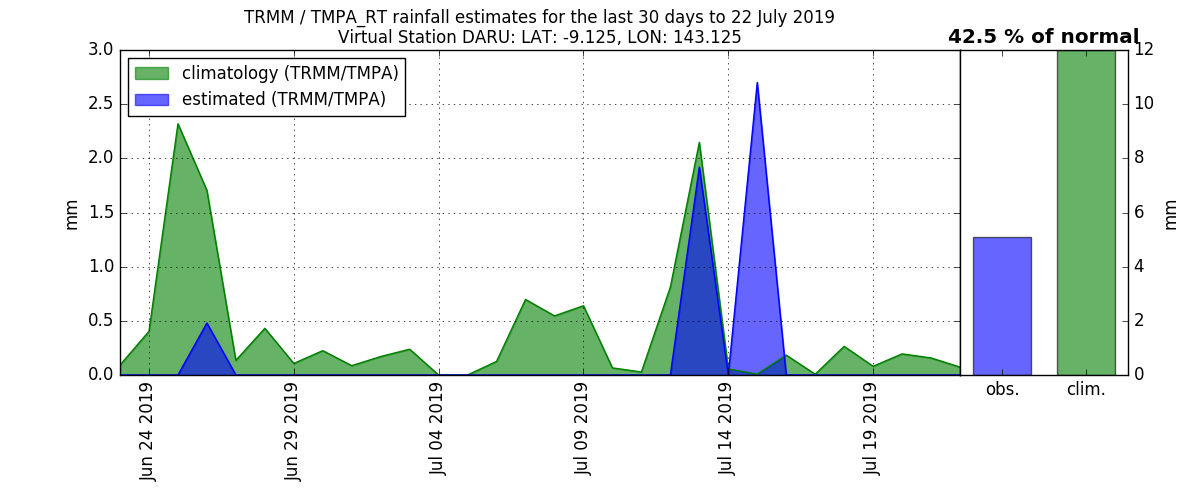 TRMM / TMPA_RT rainfall estimates for the last 30 days to 22 July 2019
Virtual Station DARU: LAT: -9.125, LON: 143.125
42.5 % of normal
climatology (TRMM/TMPA)
estimated (TRMM/TMPA)
3.0
2.5
2.0
1.5
1.0
0.5
0.0
mm
Jun 24 2019
Jun 29 2019
Jul 04 2019
Jul 09 2019
Jul 14 2019
Jul 19 2019
obs.
clim.
12
10
8
6
4
2
0
mm